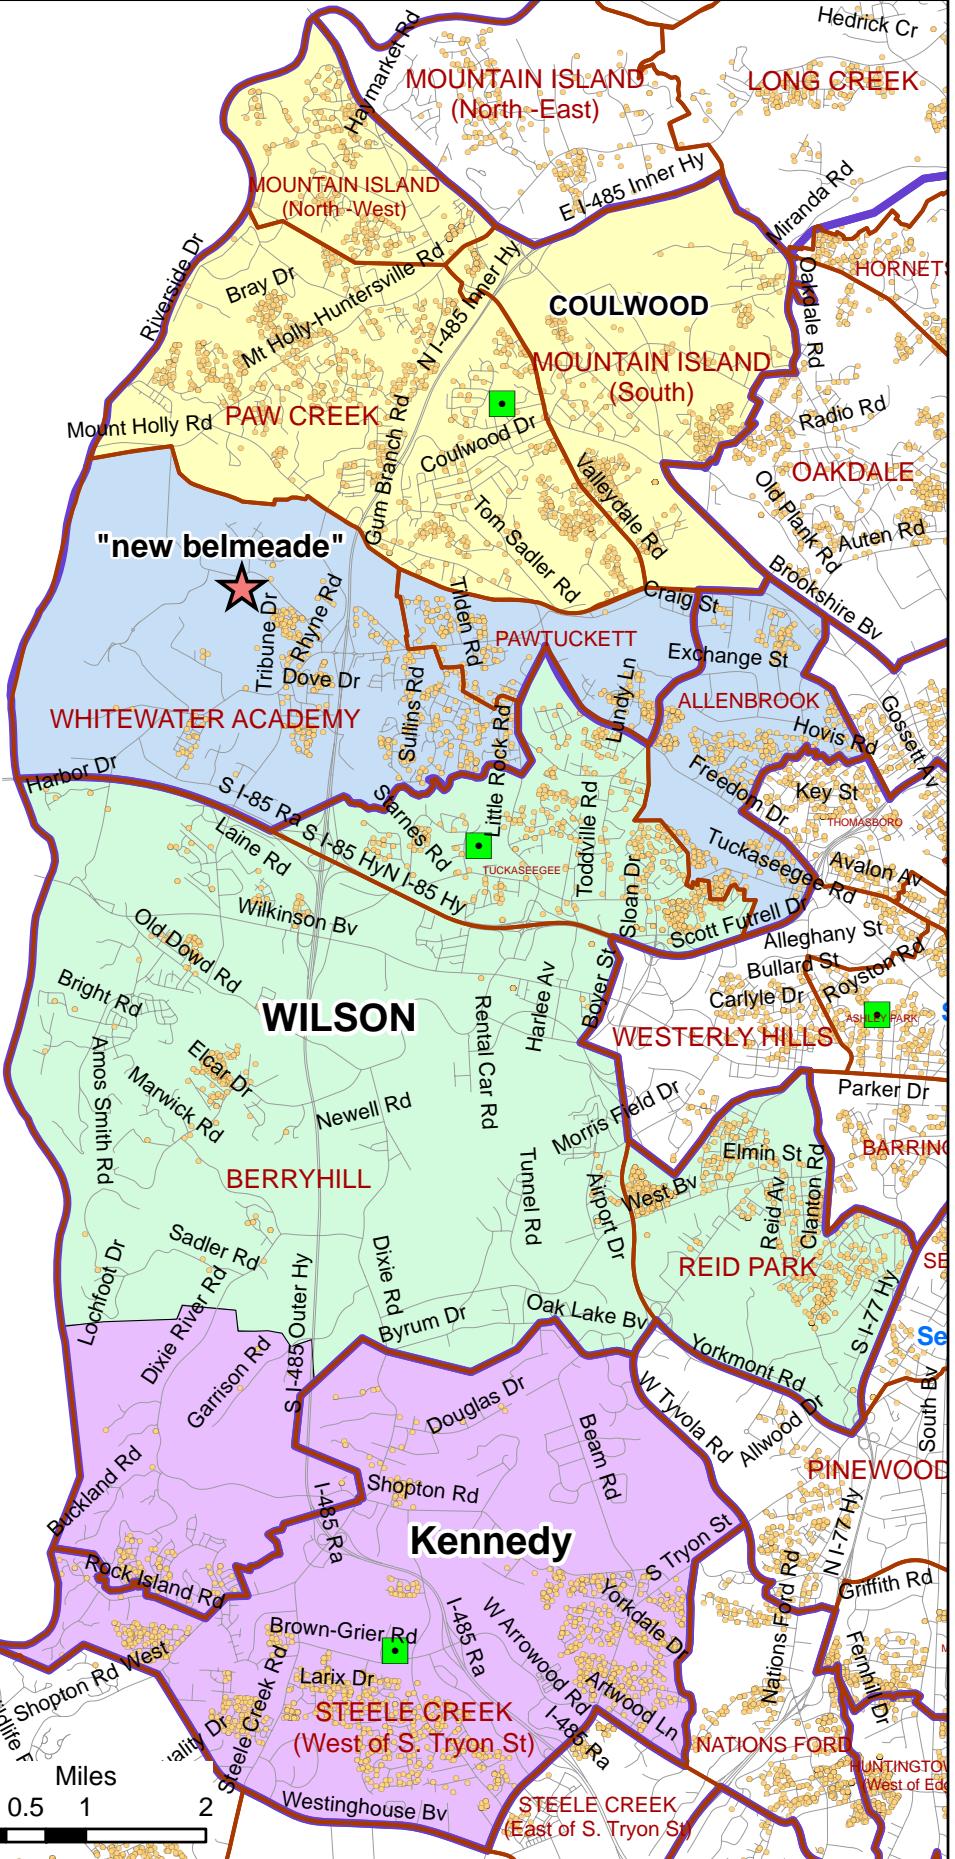 Hedrick Cr
Haymarket Rd
MOUNTAIN ISLAND
(North -East)
LONG CREEK
E I-485 Inner Hy
Miranda Rd
MOUNTAIN ISLAND
(North -West)
Riverside Dr
Bray Dr
Mt Holly-Huntersville Rd
N I-485 Inner Hy
COULWOOD
Oakdale Rd
HORNETS
MOUNTAIN ISLAND
(South)
Mount Holly Rd
PAW CREEK
Gum Branch Rd
Coulwood Dr
Radio Rd
OAKDALE
Valleydale Rd
Old Plank Rd
Auten Rd
Tom Sadler Rd
"new belmeade"
Brookshire Bv
Craig St
Tilden Rd
Tribune Dr
Rhyne Rd
Dove Dr
PAWTUCKETT
Exchange St
Lundy Ln
ALLENBROOK
WHITEWATER ACADEMY
Sullins Rd
Little Rock Rd
Hovis Rd
Gossett Av
Harbor Dr
S I-85 Ra
S I-85 Hy
N I-85 Hy
Starnes Rd
Freedom Dr
Key St
THOMASBORO
Toddville Rd
Laine Rd
TUCKASEEGEE
Tuckaseegee Rd
Avalon Av
Sloan Dr
Wilkinson Bv
Scott Futrell Dr
Alleghany St
Old Dowd Rd
Bullard St
Royston Rd
Bright Rd
WILSON
Rental Car Rd
Harlee Av
Boyer St
Carlyle Dr
ASHLEY PARK
S
WESTERLY HILLS
Amos Smith Rd
Elcar Dr
Marwick Rd
Newell Rd
Morris Field Dr
Parker Dr
Elmin St
BARRING
BERRYHILL
Tunnel Rd
Airport Dr
West Bv
Reid Av
Clanton Rd
Sadler Rd
Dixie Rd
REID PARK
SE
Lochfoot Dr
Dixie River Rd
S I-485 Outer Hy
Byrum Dr
Oak Lake Bv
S I-77 Hy
Se
Garrison Rd
Yorkmont Rd
Douglas Dr
W Tyvola Rd
Allwood Dr
South Bv
Beam Rd
Buckland Rd
Shopton Rd
PINEWOOD
I-485 Ra
Kennedy
S Tryon St
N I-77 Hy
Rock Island Rd
Yorkdale Dr
Nations Ford Rd
Griffith Rd
Brown-Grier Rd
I-485 Ra
W Arrowood Rd
Shopton Rd West
Larix Dr
Steele Creek Rd
Artwood Ln
Fernhill Dr
STEELE CREEK
(West of S. Tryon St)
I-485 Ra
NATIONS FORD
uality Dr
HUNTINGTOW
(West of Edg
Miles
0.5 1 2
Westinghouse Bv
STEELE CREEK
(East of S. Tryon St)